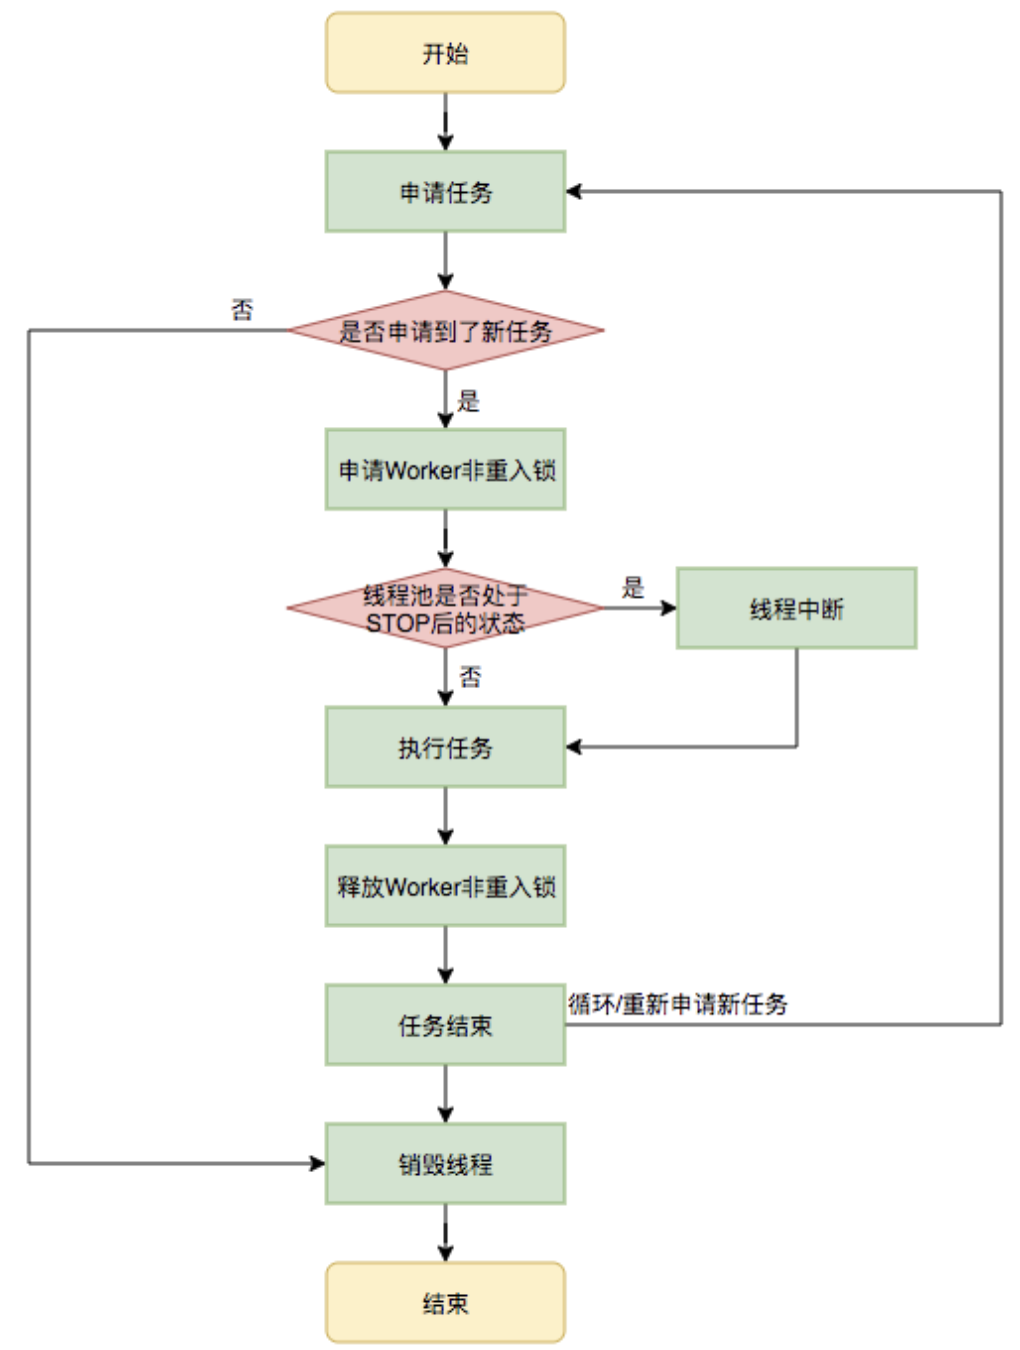 开始
申请任务
否
是否申请到了新任务
是
申请Worker非重入锁
线程池是否处于
STOP后的状态
是
线程中断
否
执行任务
释放Worker非重入锁
任务结束
循环/重新申请新任务
销毁线程
结束